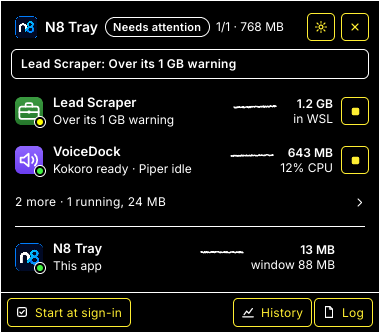 n8 N8 Tray Needs attention 1/1 · 768 MB
Lead Scraper: Over its 1 GB warning
Lead Scraper 1.2 GB
Over its 1 GB warning in WSL
VoiceDock 643 MB
Kokoro ready · Piper idle 12% CPU
2 more · 1 running, 24 MB
n8 N8 Tray 13 MB
This app window 88 MB
Start at sign-in History Log